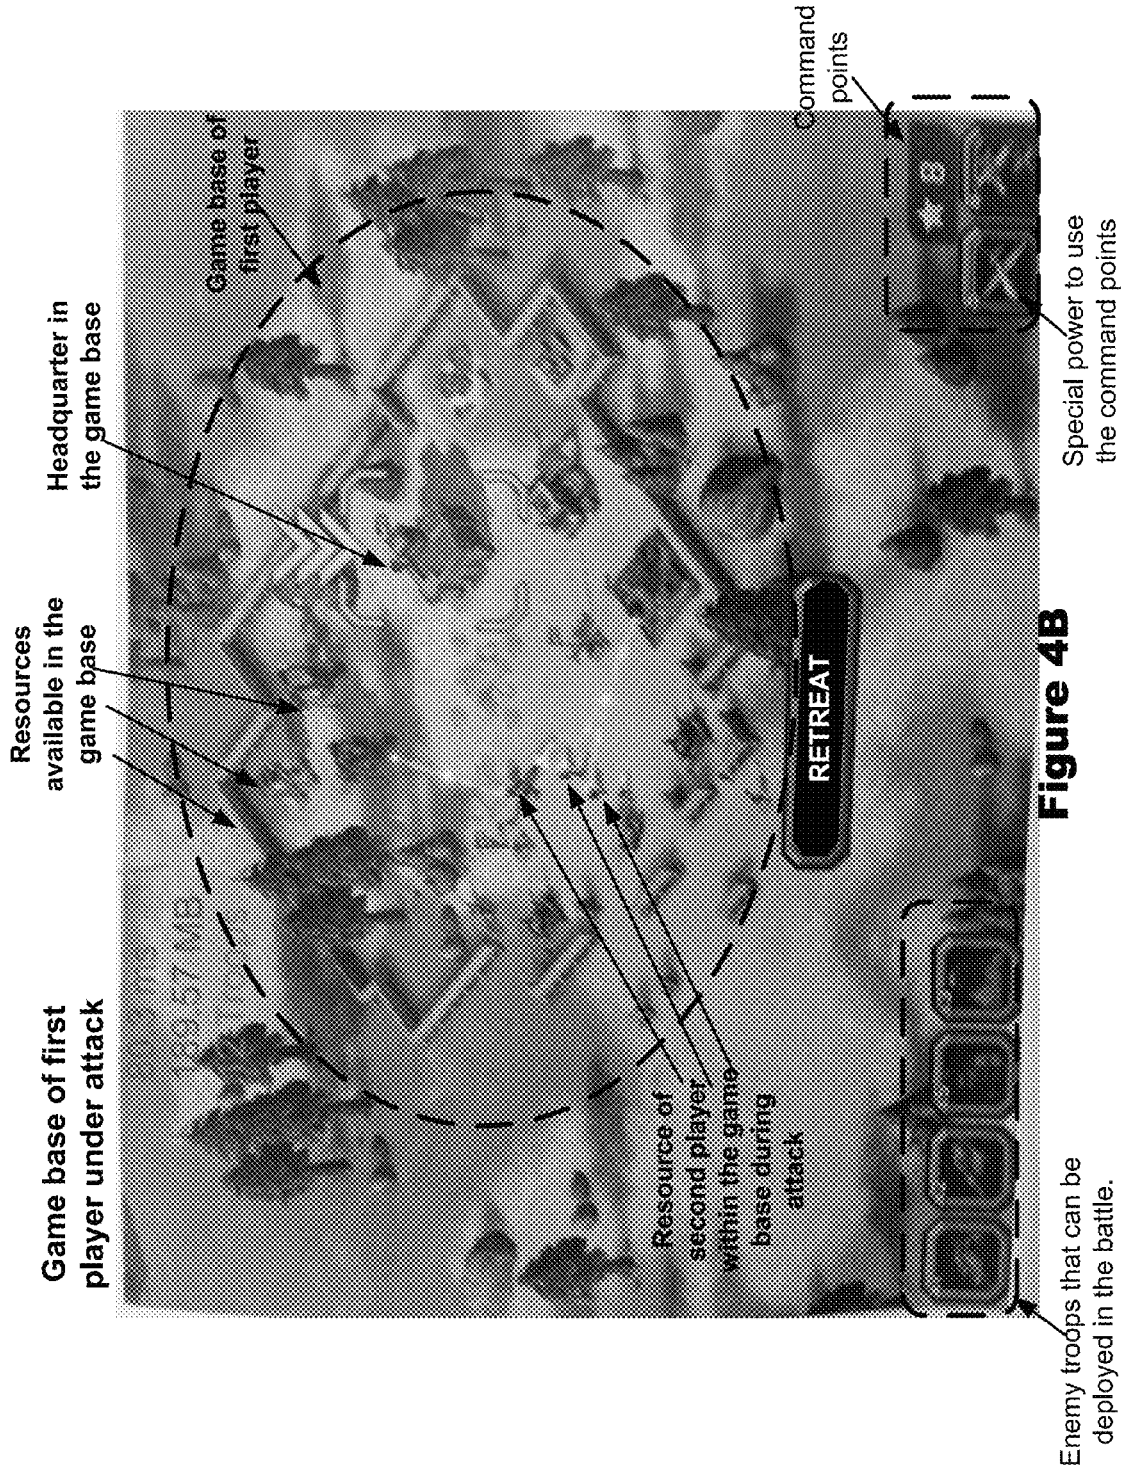 Game base of first
player under attack
Resources
available in the
game base
Headquarter in
the game base
Game base of
first player
Resource of
second player
within the game
base during
attack
RETREAT
Command
points
8
Enemy troops that can be
deployed in the battle.
Special power to use
the command points
Figure 4B